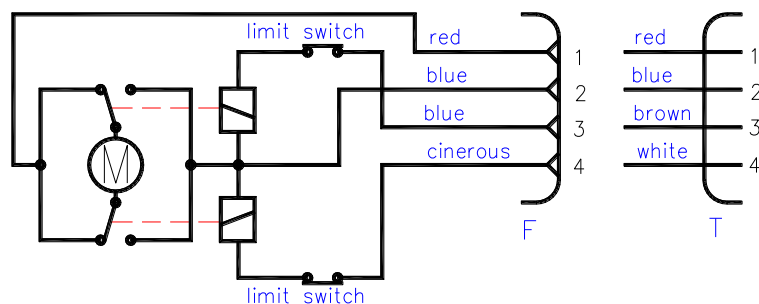 limit switch
red
1
blue
2
blue
3
cinerous
4
M
limit switch
F
red
1
blue
2
brown
3
white
4
T